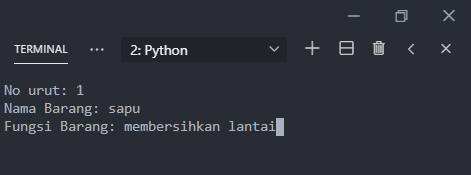 TERMINAL ... 2: Python
No urut: 1
Nama Barang: sapu
Fungsi Barang: membersihkan lantai